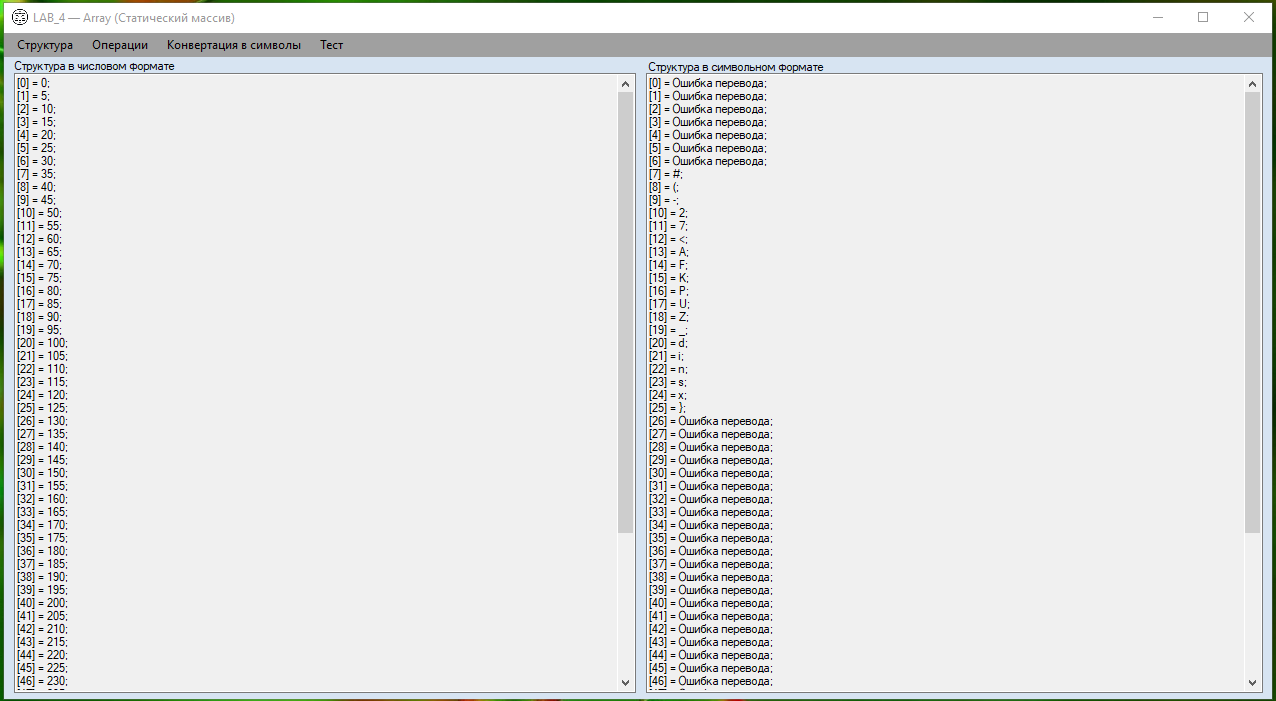 LAB_4 — Array (Статический массив)
Структура Операции Конвертация в символы Тест
Структура в числовом формате
[0] = 0;
[1] = 5;
[2] = 10;
[3] = 15;
[4] = 20;
[5] = 25;
[6] = 30;
[7] = 35;
[8] = 40;
[9] = 45;
[10] = 50;
[11] = 55;
[12] = 60;
[13] = 65;
[14] = 70;
[15] = 75;
[16] = 80;
[17] = 85;
[18] = 90;
[19] = 95;
[20] = 100;
[21] = 105;
[22] = 110;
[23] = 115;
[24] = 120;
[25] = 125;
[26] = 130;
[27] = 135;
[28] = 140;
[29] = 145;
[30] = 150;
[31] = 155;
[32] = 160;
[33] = 165;
[34] = 170;
[35] = 175;
[36] = 180;
[37] = 185;
[38] = 190;
[39] = 195;
[40] = 200;
[41] = 205;
[42] = 210;
[43] = 215;
[44] = 220;
[45] = 225;
[46] = 230;
Структура в символьном формате
[0] = Ошибка перевода;
[1] = Ошибка перевода;
[2] = Ошибка перевода;
[3] = Ошибка перевода;
[4] = Ошибка перевода;
[5] = Ошибка перевода;
[6] = Ошибка перевода;
[7] = #;
[8] = (;
[9] = -;
[10] = 2;
[11] = 7;
[12] = <;
[13] = A;
[14] = F;
[15] = K;
[16] = P;
[17] = U;
[18] = Z;
[19] = _;
[20] = d;
[21] = i;
[22] = n;
[23] = s;
[24] = x;
[25] = };
[26] = Ошибка перевода;
[27] = Ошибка перевода;
[28] = Ошибка перевода;
[29] = Ошибка перевода;
[30] = Ошибка перевода;
[31] = Ошибка перевода;
[32] = Ошибка перевода;
[33] = Ошибка перевода;
[34] = Ошибка перевода;
[35] = Ошибка перевода;
[36] = Ошибка перевода;
[37] = Ошибка перевода;
[38] = Ошибка перевода;
[39] = Ошибка перевода;
[40] = Ошибка перевода;
[41] = Ошибка перевода;
[42] = Ошибка перевода;
[43] = Ошибка перевода;
[44] = Ошибка перевода;
[45] = Ошибка перевода;
[46] = Ошибка перевода;